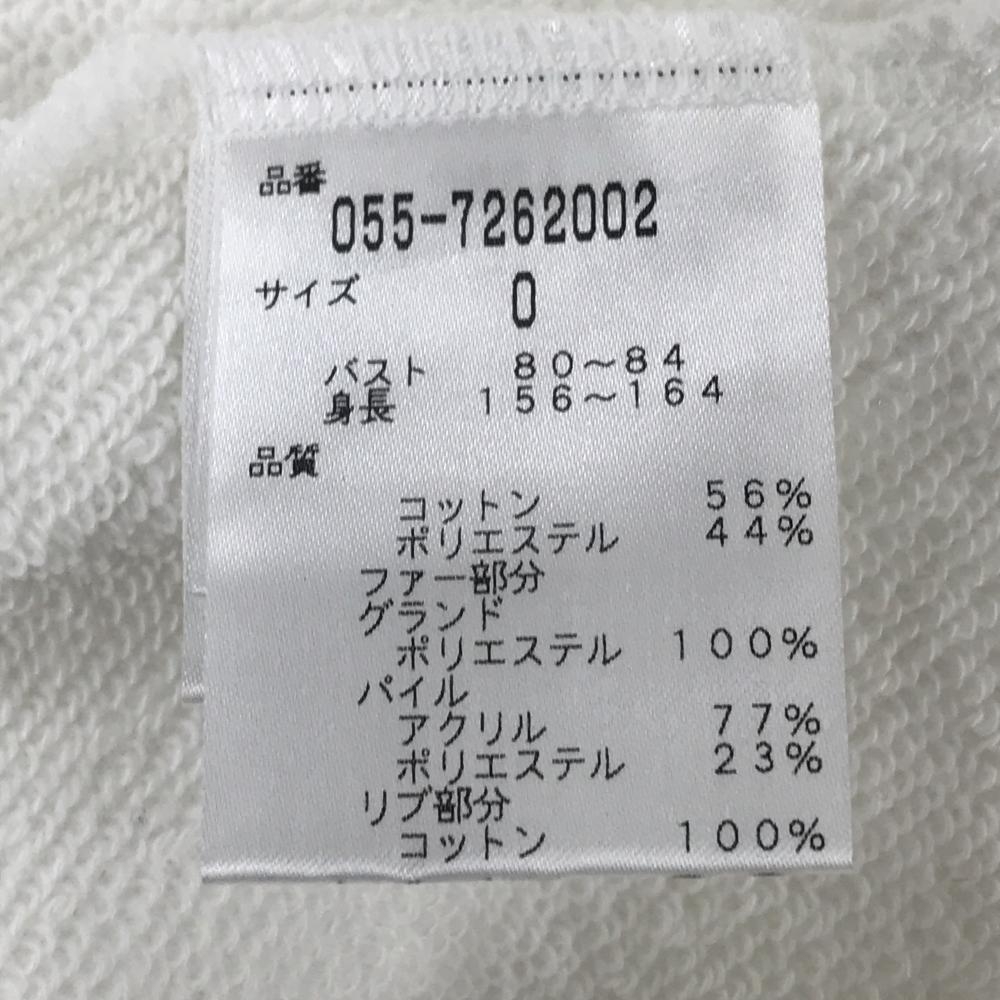 品番
055-7262002
サイズ 0
バスト 80～84
身長 156～164
品質
コットン 56%
ポリエステル 44%
ファー部分
グランド
ポリエステル 100%
パイル
アクリル 77%
ポリエステル 23%
リブ部分
コットン 100%